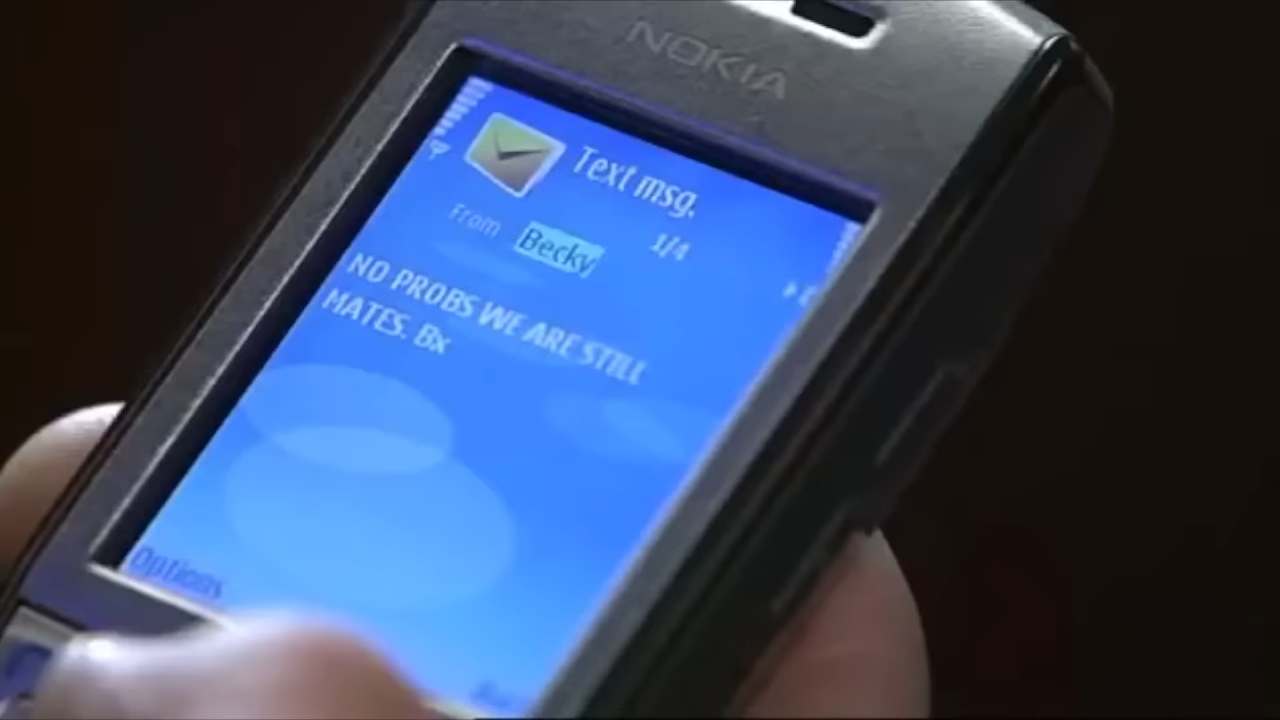 NOKIA
Text msg.
From Becky 1/4
NO PROBS WE ARE STILL
MATES. Bx
Options